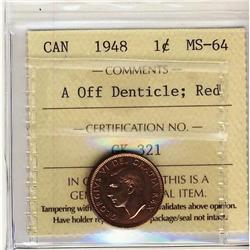 CAN 1948 1¢ MS-64
COMMENTS
A Off Denticle; Red
CERTIFICATION NO.
321
IN THIS IS A
GE AL ITEM.
Tampering with validates above opinion.
Have holder package/seal not intact.